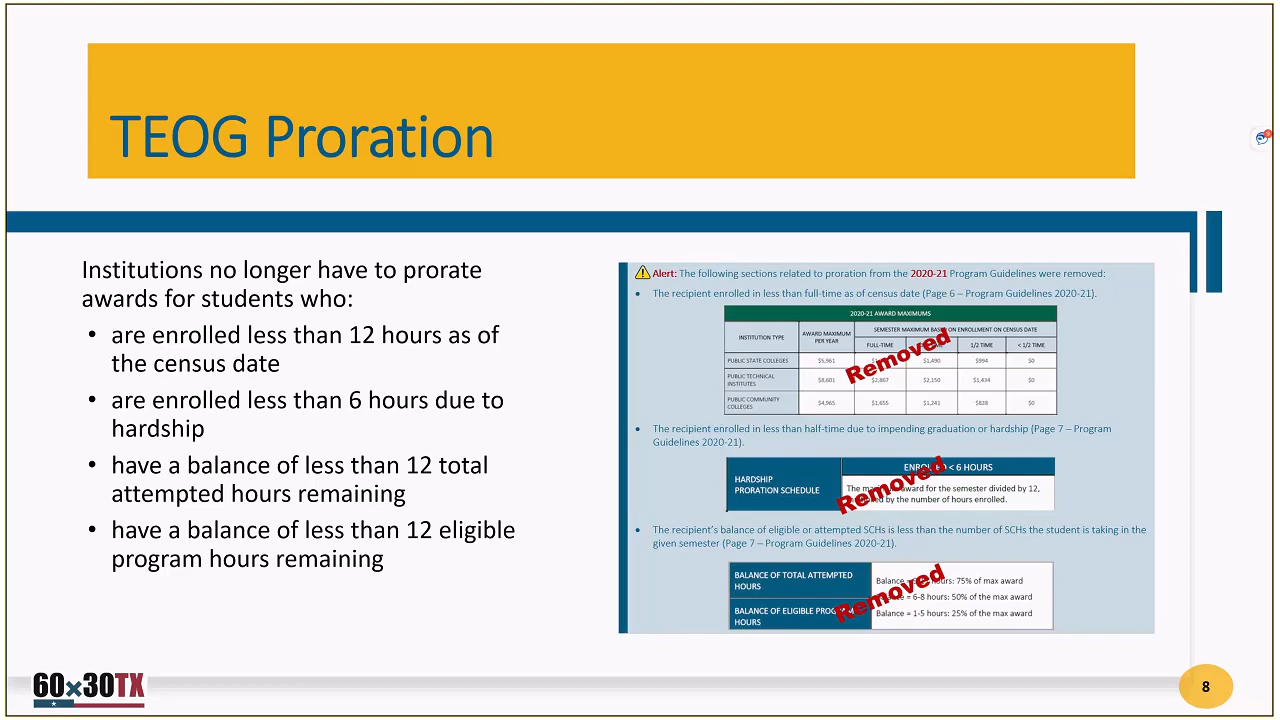 TEOG Proration
Institutions no longer have to prorate
awards for students who:
• are enrolled less than 12 hours as of
the census date
• are enrolled less than 6 hours due to
hardship
• have a balance of less than 12 total
attempted hours remaining
• have a balance of less than 12 eligible
program hours remaining
Alert: The following sections related to proration from the 2020-21 Program Guidelines were removed:
• The recipient enrolled in less than full-time as of census date (Page 6 – Program Guidelines 2020-21).
2020-21 AWARD MAXIMUMS
INSTITUTION TYPE
AWARD MAXIMUM
PER YEAR
SEMESTER MAXIMUM BASED ON ENROLLMENT ON CENSUS DATE
FULL-TIME 1/2 TIME < 1/2 TIME
PUBLIC STATE COLLEGES $5,961 $1,490 $994 $0
PUBLIC TECHNICAL
INSTITUTES
$8,601 $2,867 $2,150 $1,434 $0
PUBLIC COMMUNITY
COLLEGES
$4,965 $1,655 $1,241 $828 $0
Removed
• The recipient enrolled in less than half-time due to impending graduation or hardship (Page 7 – Program
Guidelines 2020-21).
HARDSHIP
PRORATION SCHEDULE
ENROLLED < 6 HOURS
The award for the semester divided by 12,
by the number of hours enrolled.
Removed
• The recipient's balance of eligible or attempted SCHs is less than the number of SCHs the student is taking in the
given semester (Page 7 – Program Guidelines 2020-21).
BALANCE OF TOTAL ATTEMPTED
HOURS
BALANCE OF ELIGIBLE PROGRAM
HOURS
Balance = hours: 75% of max award
= 6-8 hours: 50% of the max award
Balance = 1-5 hours: 25% of the max award
Removed
60x30TX
8